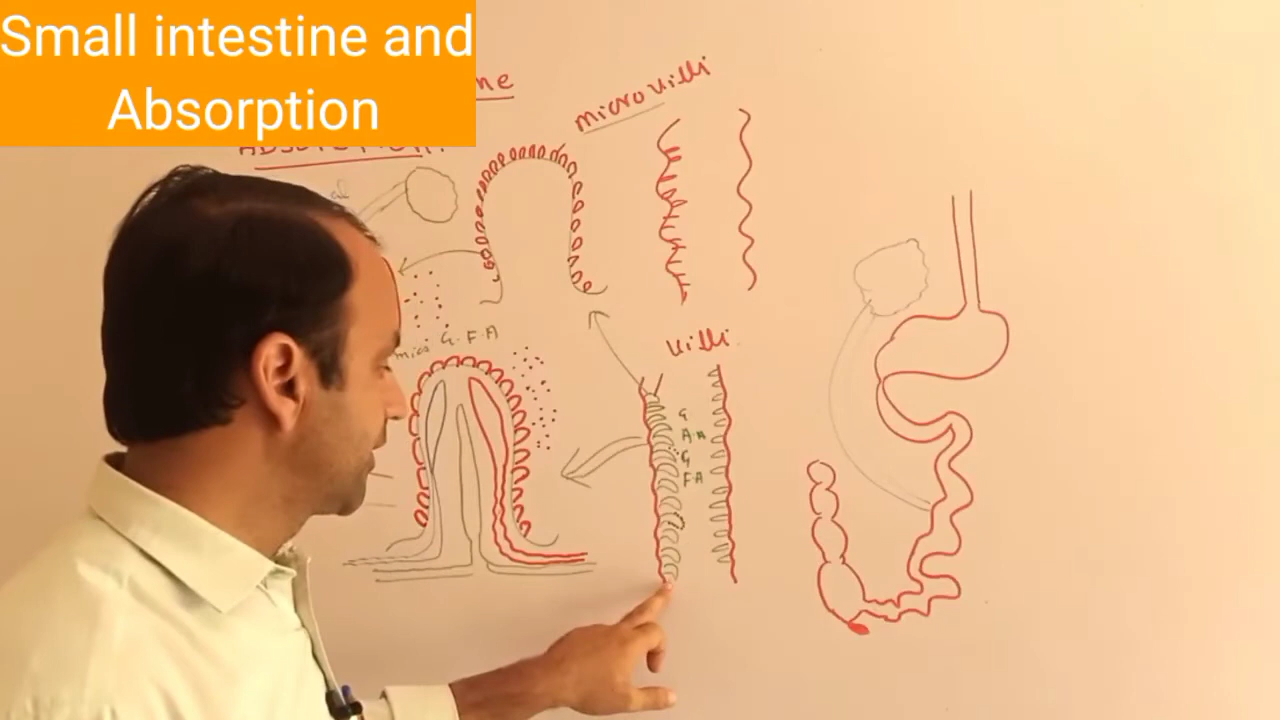 Small intestine and
Absorption
microvilli
G.F.A
villi
G
A.A
G
F.A